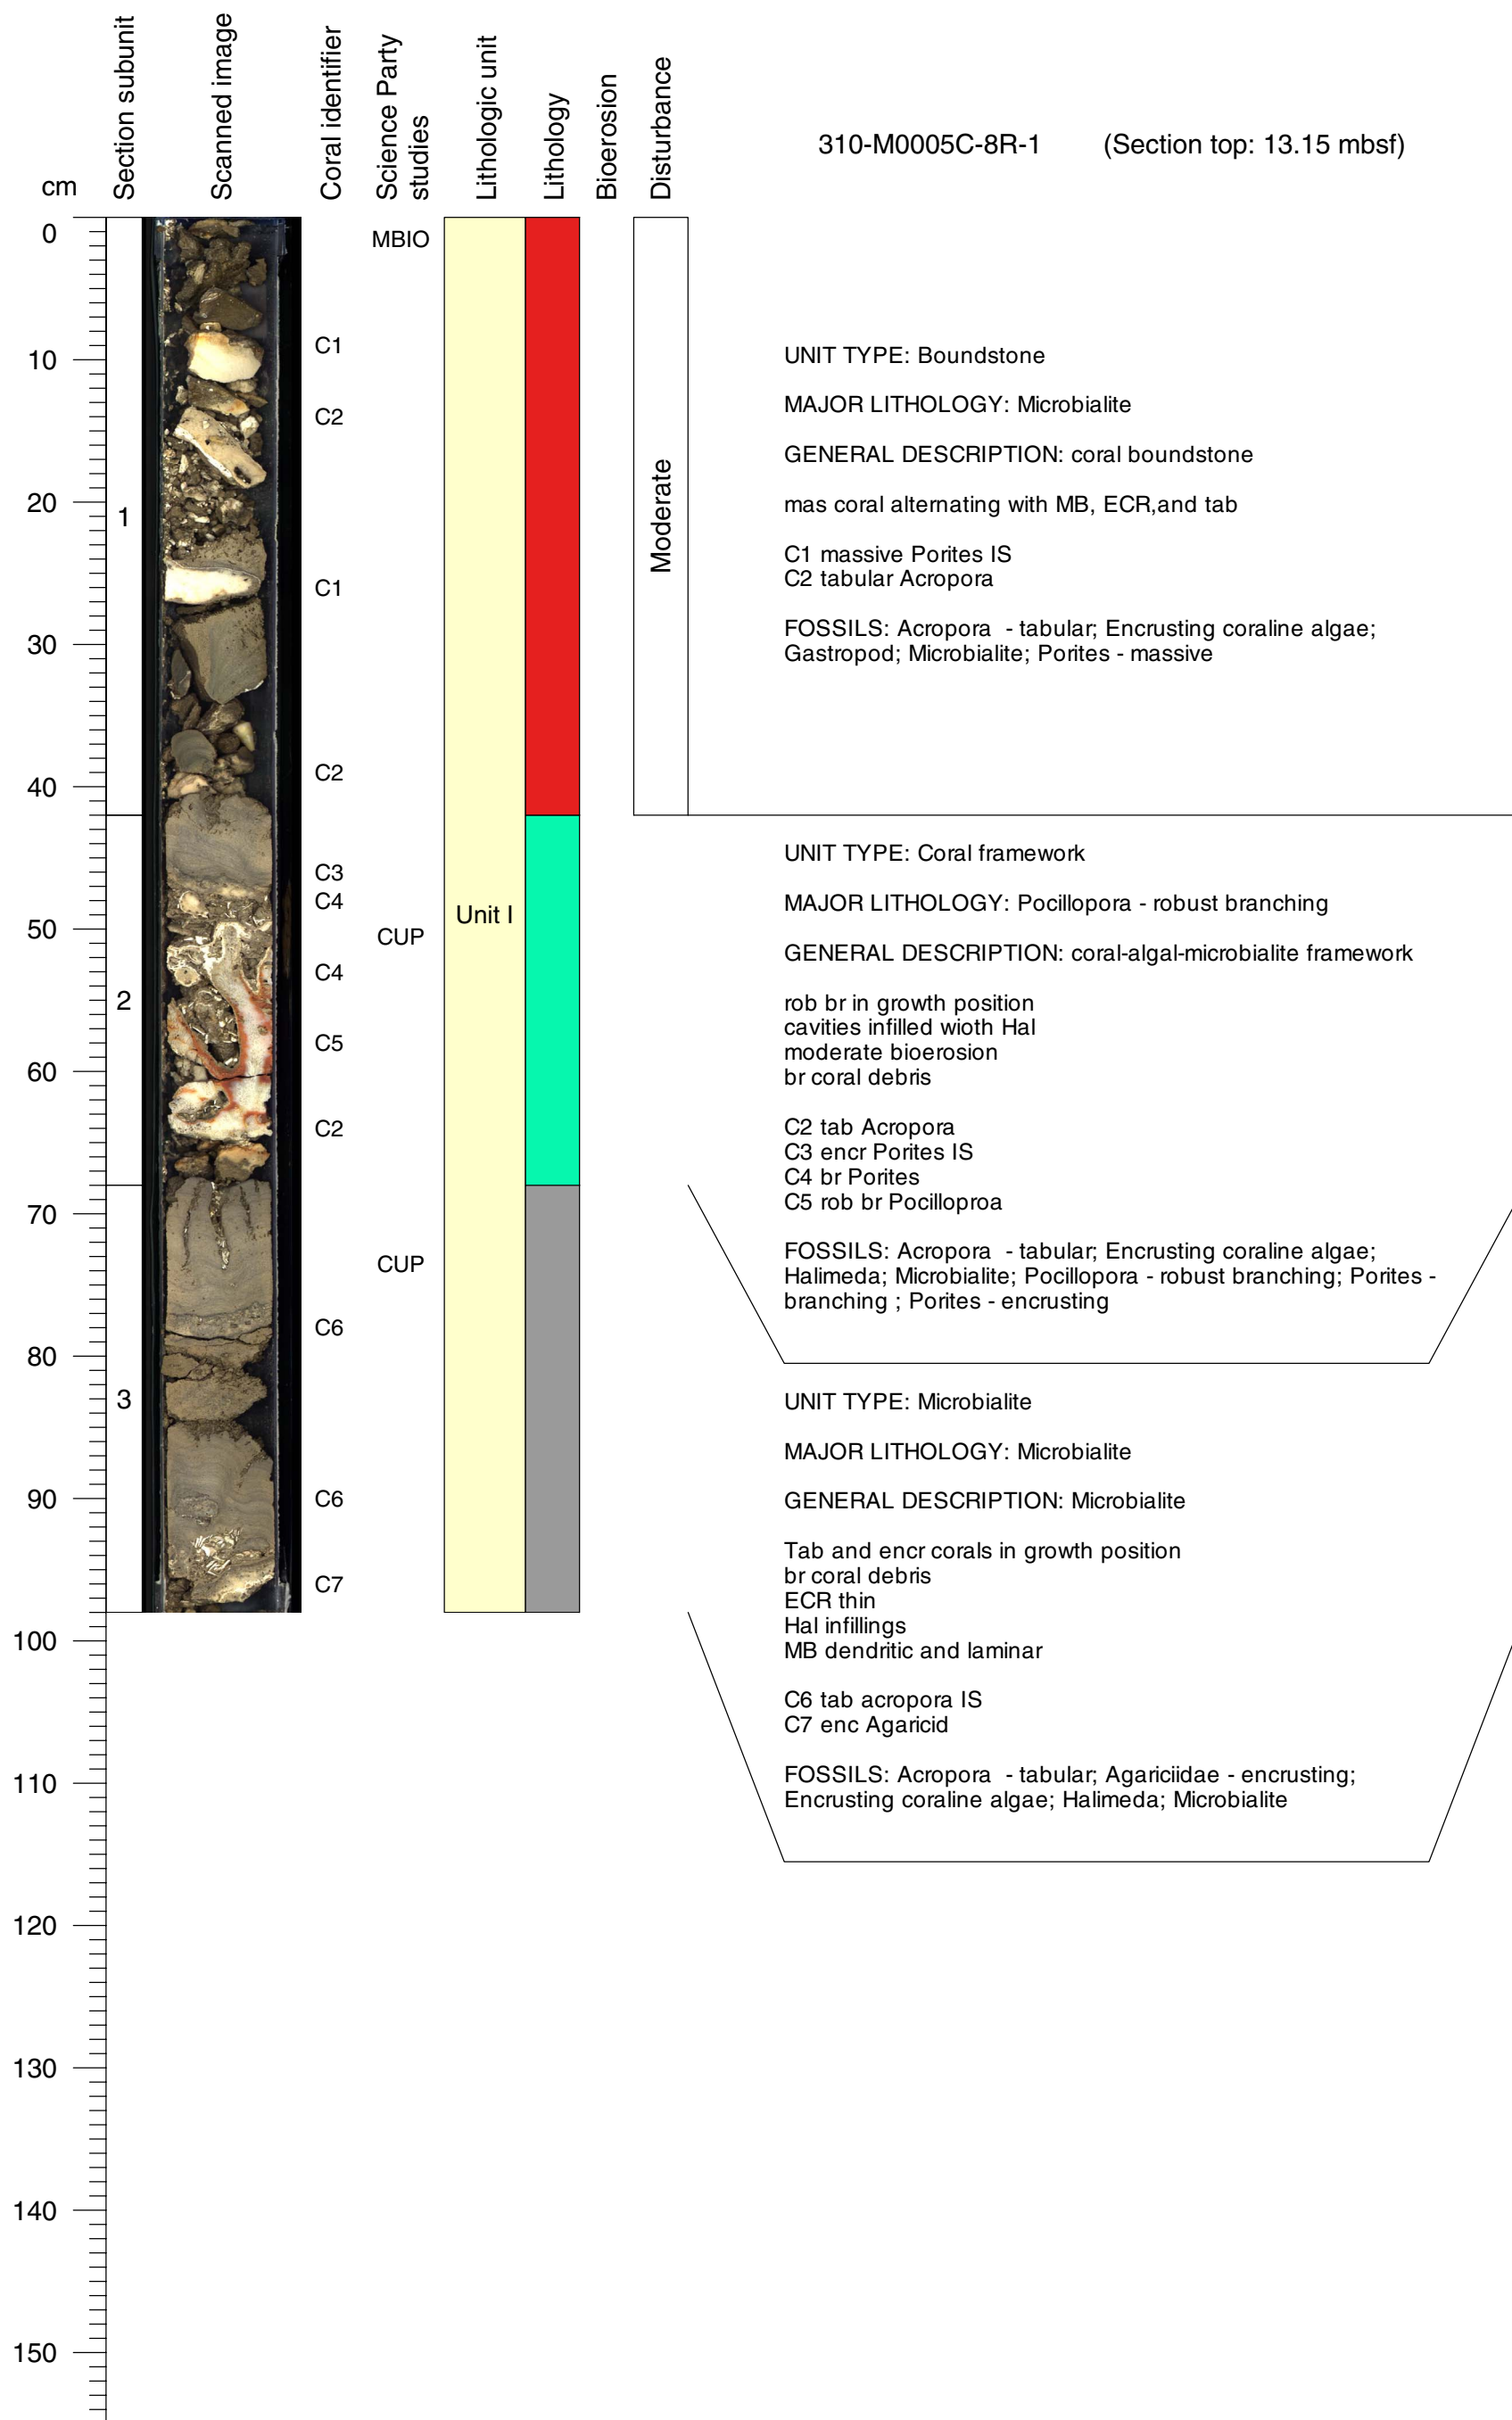 Section subunit
Scanned image
Coral identifier
Science Party
studies
Lithologic unit
Lithology
Bioerosion
Disturbance
310-M0005C-8R-1 (Section top: 13.15 mbsf)
cm
0
10
20
30
40
50
60
70
80
90
100
110
120
130
140
150
1
2
3
C1
C2
C1
C2
C3
C4
C4
C5
C2
C6
C6
C7
MBIO
CUP
CUP
Unit I
Moderate
UNIT TYPE: Boundstone
MAJOR LITHOLOGY: Microbialite
GENERAL DESCRIPTION: coral boundstone
mas coral alternating with MB, ECR,and tab
C1 massive Porites IS
C2 tabular Acropora
FOSSILS: Acropora - tabular; Encrusting coraline algae;
Gastropod; Microbialite; Porites - massive
UNIT TYPE: Coral framework
MAJOR LITHOLOGY: Pocillopora - robust branching
GENERAL DESCRIPTION: coral-algal-microbialite framework
rob br in growth position
cavities infilled wioth Hal
moderate bioerosion
br coral debris
C2 tab Acropora
C3 encr Porites IS
C4 br Porites
C5 rob br Pocilloproa
FOSSILS: Acropora - tabular; Encrusting coraline algae;
Halimeda; Microbialite; Pocillopora - robust branching; Porites -
branching ; Porites - encrusting
UNIT TYPE: Microbialite
MAJOR LITHOLOGY: Microbialite
GENERAL DESCRIPTION: Microbialite
Tab and encr corals in growth position
br coral debris
ECR thin
Hal infillings
MB dendritic and laminar
C6 tab acropora IS
C7 enc Agaricid
FOSSILS: Acropora - tabular; Agariciidae - encrusting;
Encrusting coraline algae; Halimeda; Microbialite